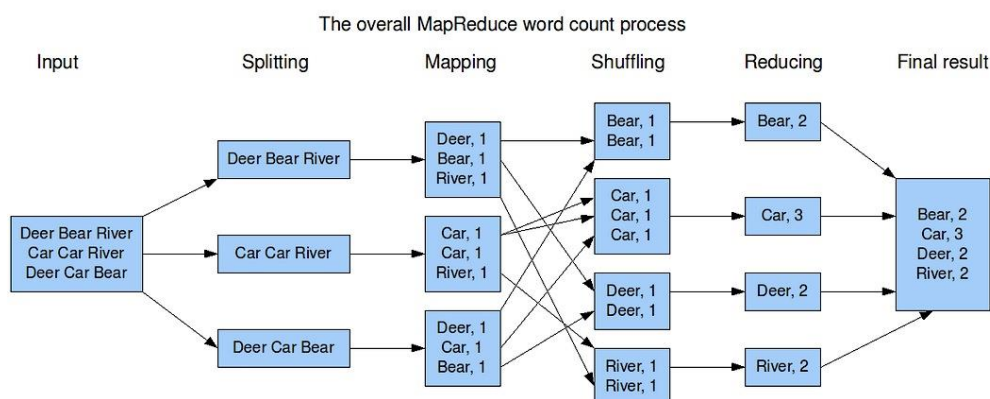 The overall MapReduce word count process
Input
Splitting
Mapping
Shuffling
Reducing
Final result
Deer Bear River
Car Car River
Deer Car Bear
Deer Bear River
Car Car River
Deer Car Bear
Deer, 1
Bear, 1
River, 1
Car, 1
Car, 1
River, 1
Deer, 1
Car, 1
Bear, 1
Bear, 1
Bear, 1
Car, 1
Car, 1
Car, 1
Deer, 1
Deer, 1
River, 1
River, 1
Bear, 2
Car, 3
Deer, 2
River, 2
Bear, 2
Car, 3
Deer, 2
River, 2